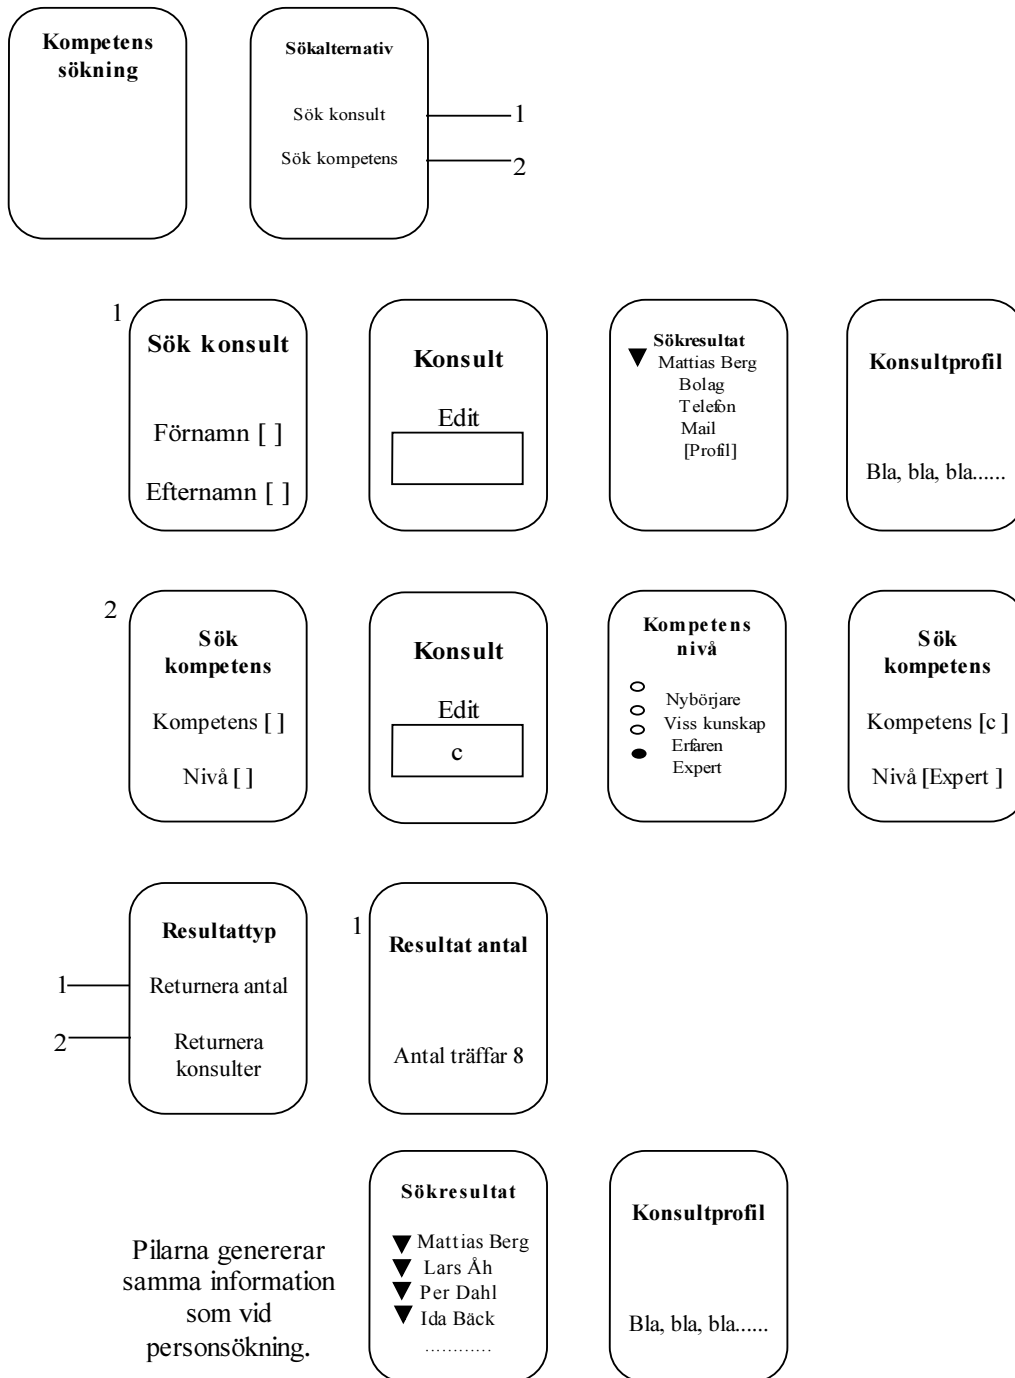 Kompetens
sökning
Sökalternativ
Sök konsult
1
Sök kompetens
2
1
Sök konsult
Förnamn [ ]
Efternamn [ ]
Konsult
Edit
Sökresultat
Mattias Berg
Bolag
Telefon
Mail
[Profil]
Konsultprofil
Bla, bla, bla......
2
Sök
kompetens
Kompetens [ ]
Nivå [ ]
Konsult
Edit
c
Kompetens
nivå
Nybörjare
Viss kunskap
Erfaren
Expert
Sök
kompetens
Kompetens [c ]
Nivå [Expert ]
Resultattyp
1
Returnera antal
2
Returnera
konsulter
1
Resultat antal
Antal träffar 8
Pilarna genererar
samma information
som vid
personsökning.
Sökresultat
Mattias Berg
Lars Åh
Per Dahl
Ida Bäck
............
Konsultprofil
Bla, bla, bla......